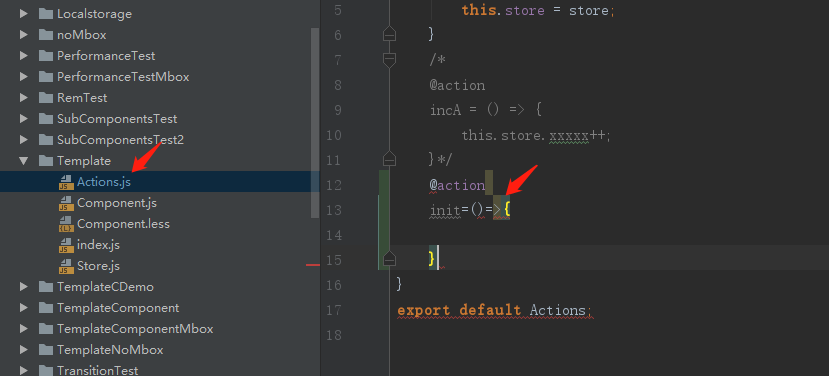 Localstorage
noMbox
PerformanceTest
PerformanceTestMbox
RemTest
SubComponentsTest
SubComponentsTest2
Template
Actions.js
Component.js
Component.less
index.js
Store.js
TemplateCDemo
TemplateComponent
TemplateComponentMbox
TemplateNoMbox
TransitionTest
5 this.store = store;
6 }
7 /*
8 @action
9 incA = () => {
10 this.store.xxxxx++;
11 }*/
12 @action
13 init=()=>{
14
15 }
16 }
17 export default Actions;
18